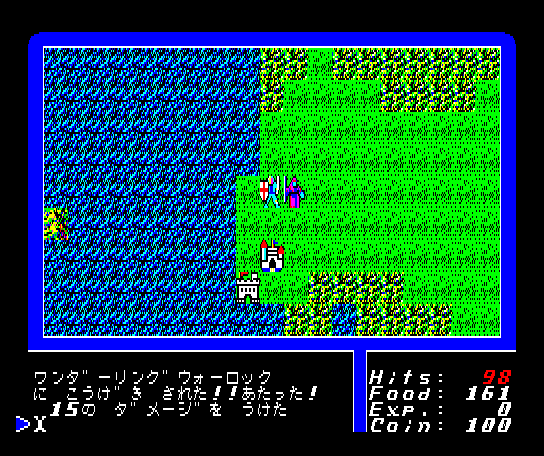 ワンダーリングウォーロック
に こうげき された!!あたった!
15の ダメージを うけた
Hits: 98
Food: 161
Exp.: 0
Coin: 100